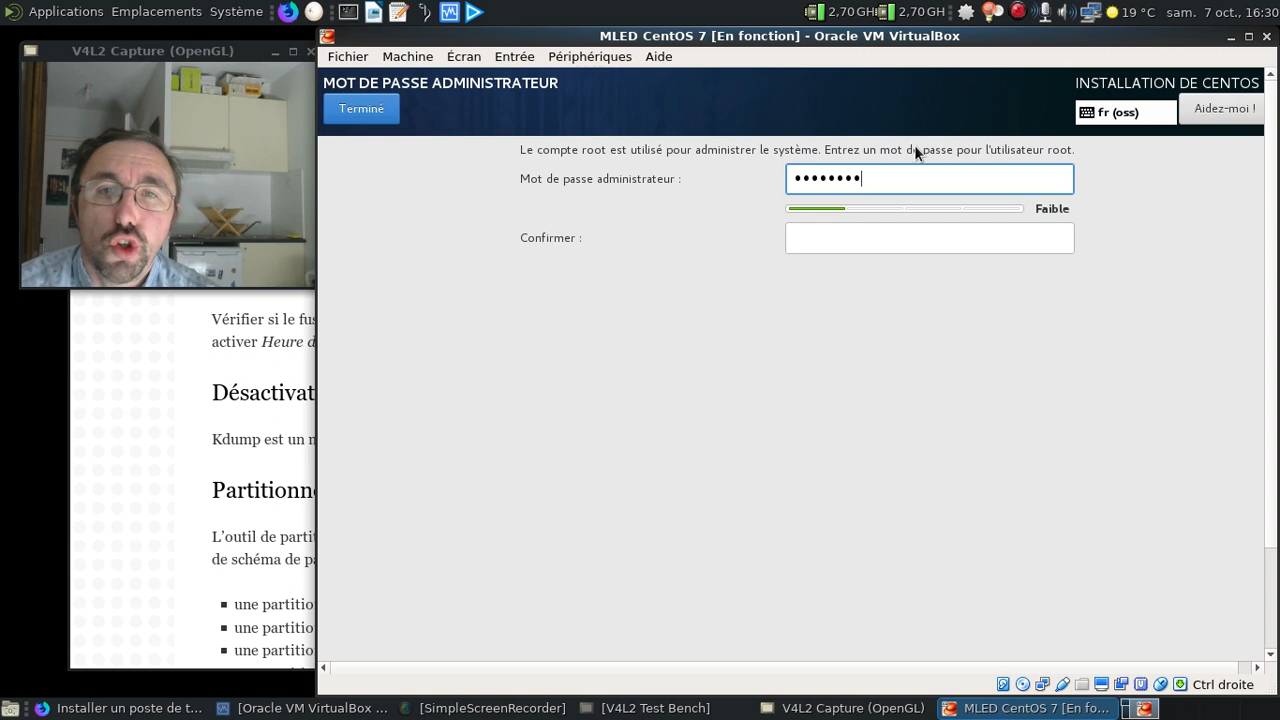 Applications Emplacements Système 2,70 GH 2,70 GH 19 °C sam. 7 oct., 16:30
V4L2 Capture (OpenGL)
MLED CentOS 7 [En fonction] - Oracle VM VirtualBox
Fichier Machine Écran Entrée Périphériques Aide
MOT DE PASSE ADMINISTRATEUR
INSTALLATION DE CENTOS
Terminé
fr (oss)
Aidez-moi !
Le compte root est utilisé pour administrer le système. Entrez un mot de passe pour l'utilisateur root.
Mot de passe administrateur : ••••••••
Faible
Confirmer :
Vérifier si le fus
activer Heure d
Désactivat
Kdump est un m
Partitionne
L'outil de parti
de schéma de pa
une partitio
une partitio
une partitio
Ctrl droite
Installer un poste de t... [Oracle VM VirtualBox ... [SimpleScreenRecorder] [V4L2 Test Bench] V4L2 Capture (OpenGL) MLED CentOS 7 [En fo...